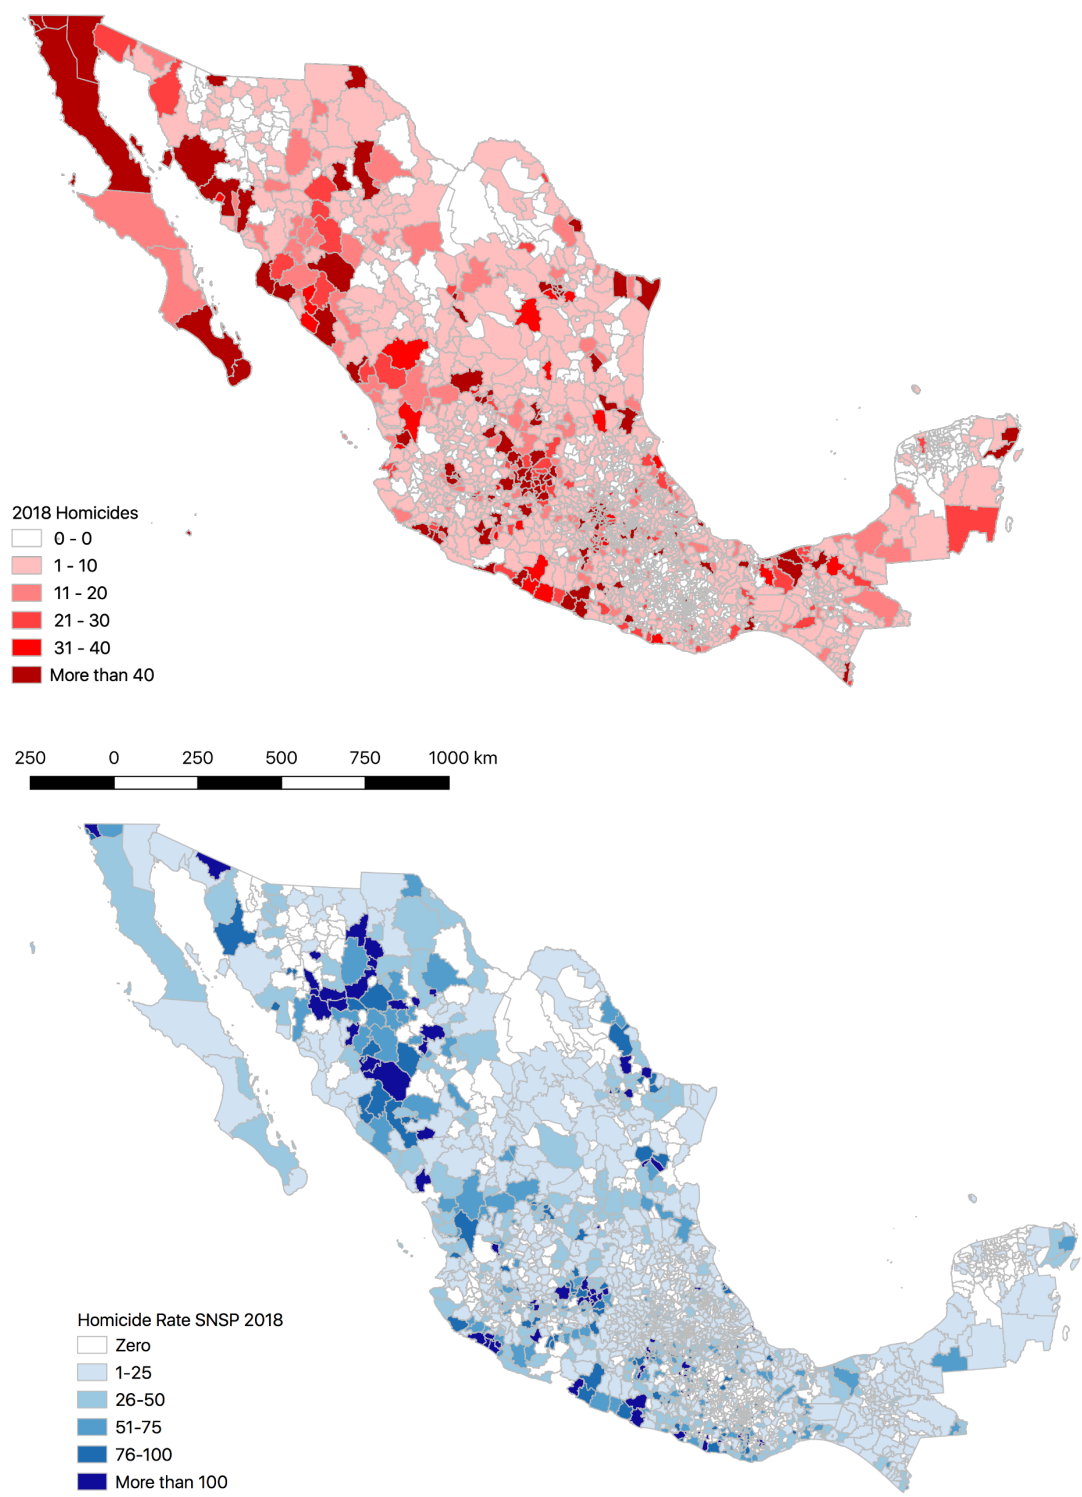 2018 Homicides
0 - 0
1 - 10
11 - 20
21 - 30
31 - 40
More than 40
250 0 250 500 750 1000 km
Homicide Rate SNSP 2018
Zero
1-25
26-50
51-75
76-100
More than 100